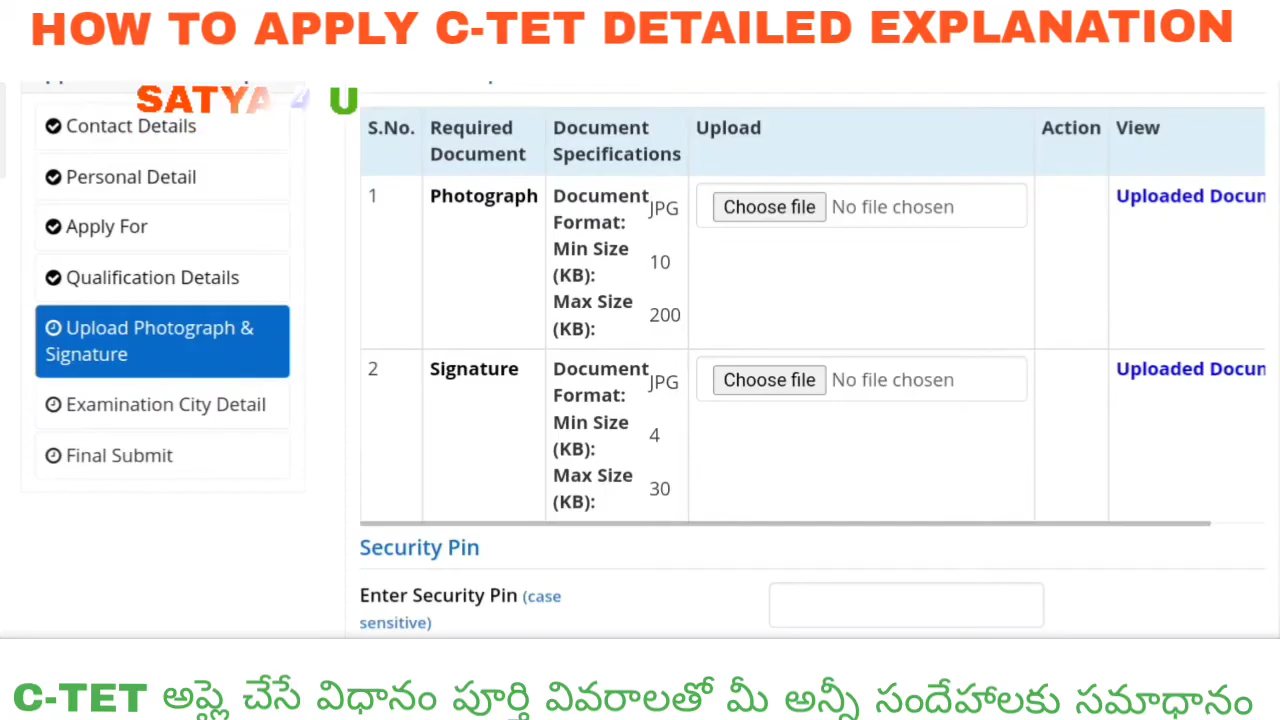 HOW TO APPLY C-TET DETAILED EXPLANATION
SATYA 4 U
Contact Details
Personal Detail
Apply For
Qualification Details
Upload Photograph &
Signature
Examination City Detail
Final Submit
S.No. Required Document Document Specifications Upload Action View
1 Photograph Document Format: JPG Choose file No file chosen Uploaded Docum
Min Size (KB): 10
Max Size (KB): 200
2 Signature Document Format: JPG Choose file No file chosen Uploaded Docum
Min Size (KB): 4
Max Size (KB): 30
Security Pin
Enter Security Pin (case
sensitive)
C-TET అప్లై చేసే విధానం పూర్తి వివరాలతో మీ అన్నీ సందేహాలకు సమాధానం